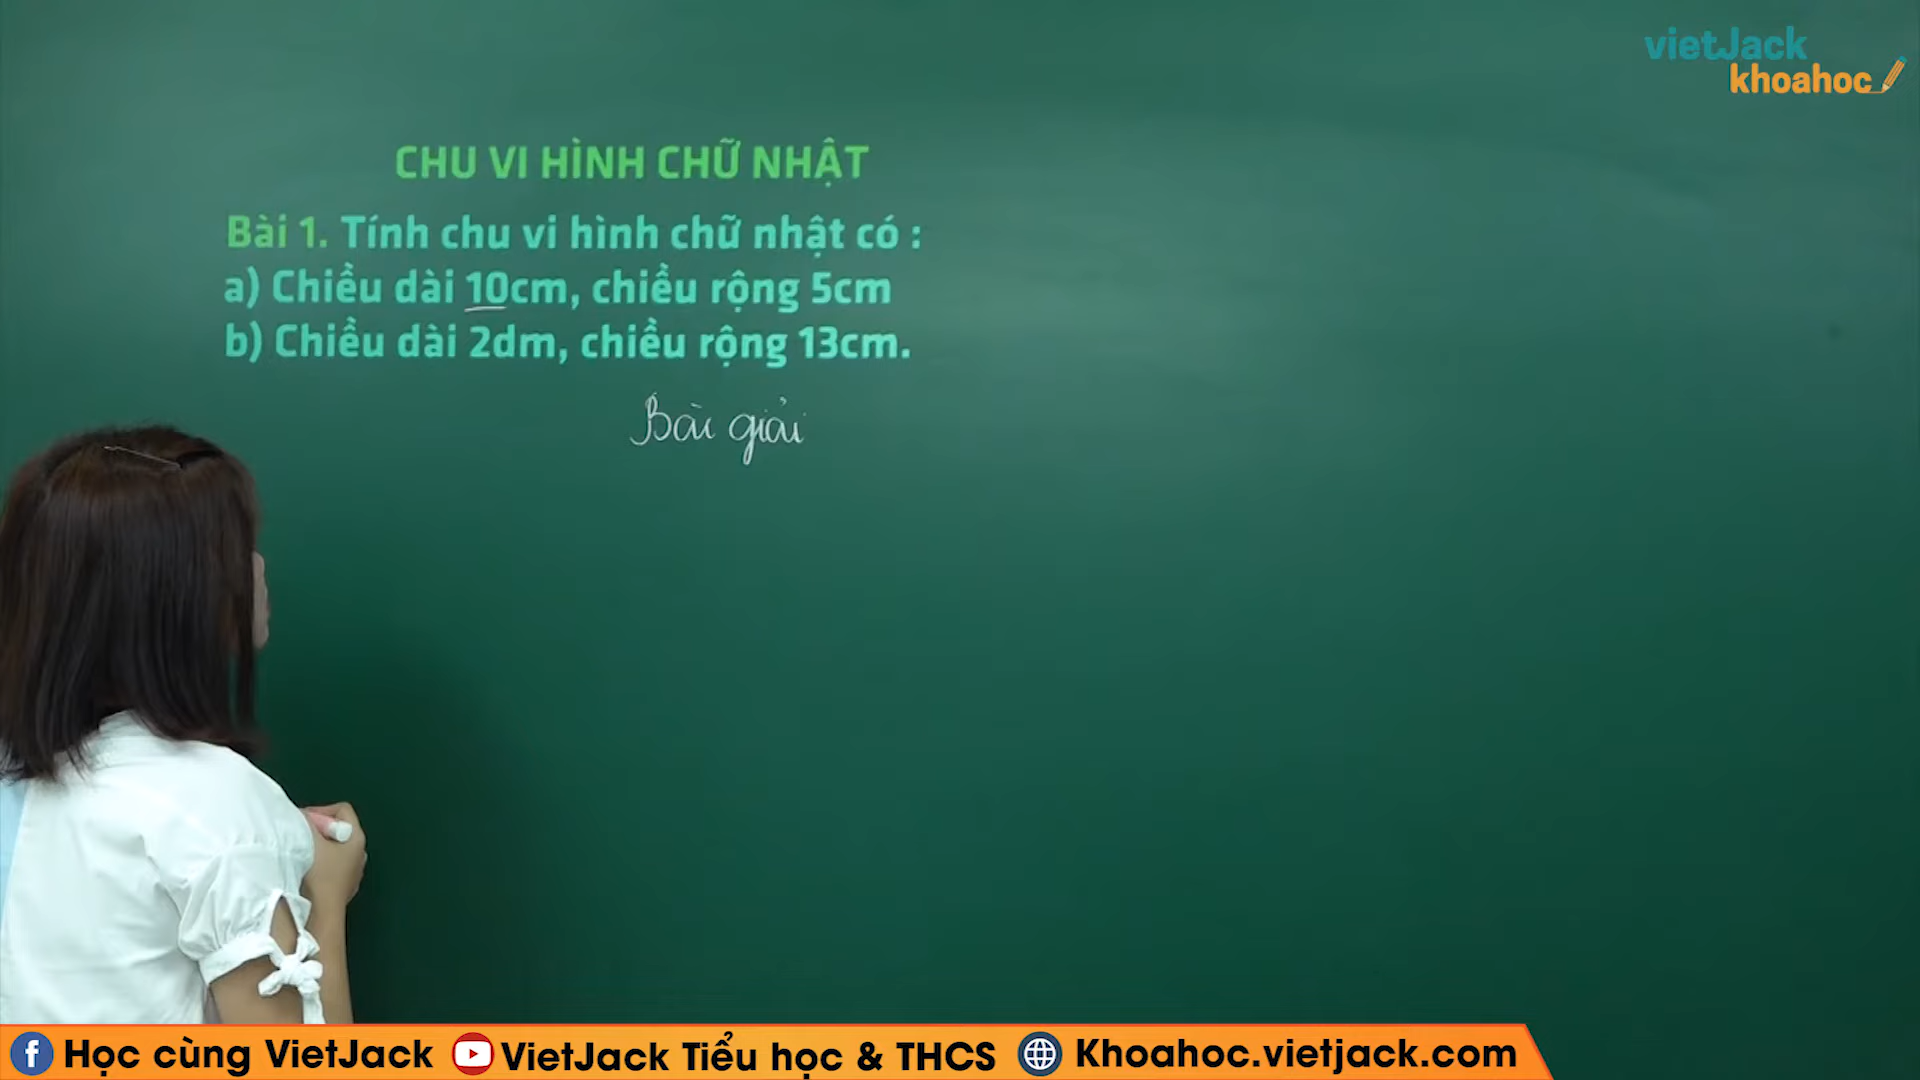 vietJack
khoahoc
CHU VI HÌNH CHỮ NHẬT
Bài 1. Tính chu vi hình chữ nhật có :
a) Chiều dài 10cm, chiều rộng 5cm
b) Chiều dài 2dm, chiều rộng 13cm.
Bài giải
Học cùng VietJack VietJack Tiểu học & THCS Khoahoc.vietjack.com